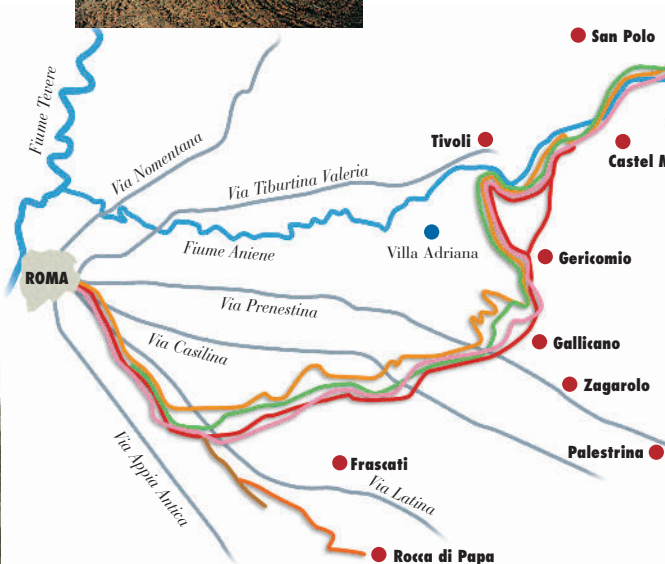 San Polo
Fiume Tevere
Via Nomentana
Tivoli
Castel M
Via Tiburtina Valeria
Fiume Aniene
Villa Adriana
Gericomio
ROMA
Via Prenestina
Via Casilina
Gallicano
Zagarolo
Palestrina
Via Appia Antica
Frascati
Via Latina
Rocca di Papa